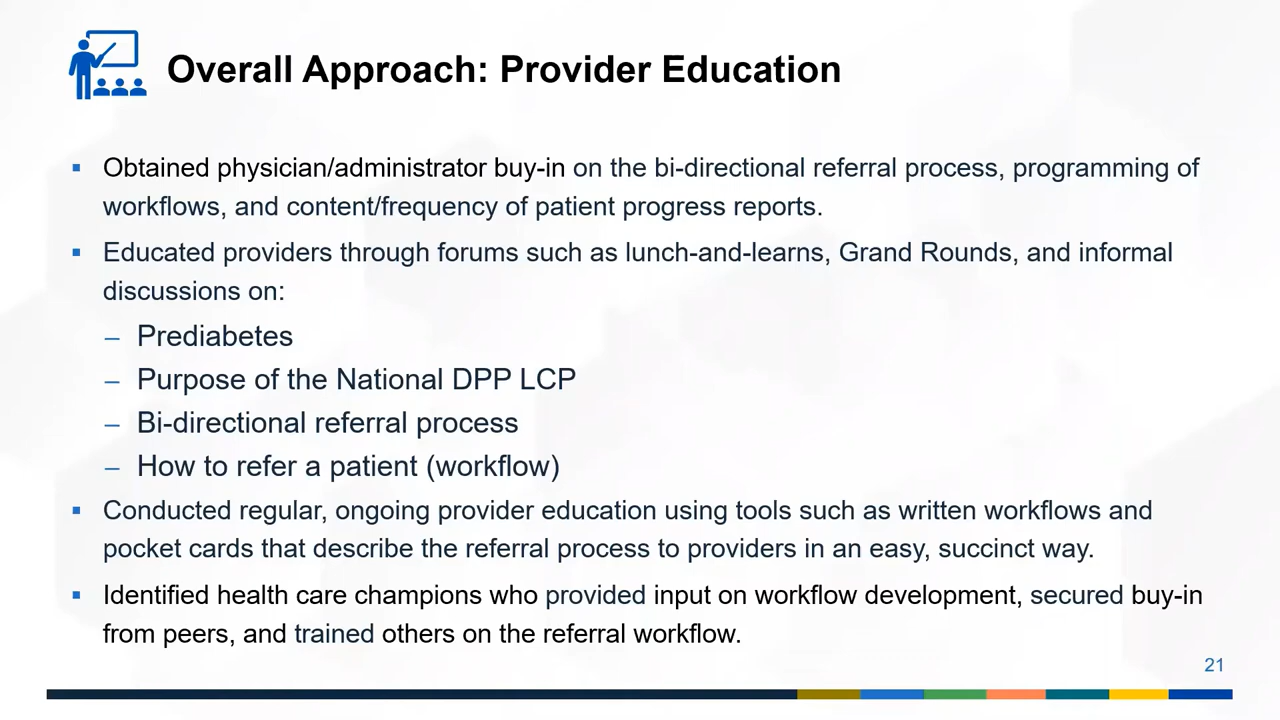 Overall Approach: Provider Education
▪ Obtained physician/administrator buy-in on the bi-directional referral process, programming of
workflows, and content/frequency of patient progress reports.
▪ Educated providers through forums such as lunch-and-learns, Grand Rounds, and informal
discussions on:
– Prediabetes
– Purpose of the National DPP LCP
– Bi-directional referral process
– How to refer a patient (workflow)
▪ Conducted regular, ongoing provider education using tools such as written workflows and
pocket cards that describe the referral process to providers in an easy, succinct way.
▪ Identified health care champions who provided input on workflow development, secured buy-in
from peers, and trained others on the referral workflow.
21